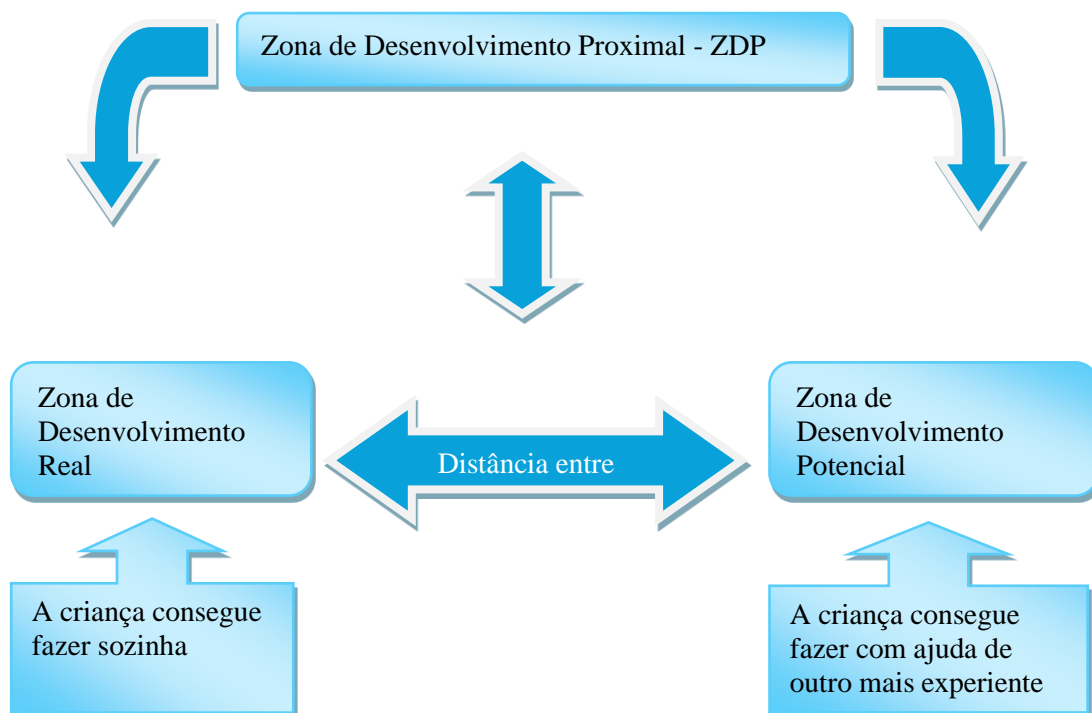 Zona de Desenvolvimento Proximal - ZDP
Zona de
Desenvolvimento
Real
Distância entre
Zona de
Desenvolvimento
Potencial
A criança consegue
fazer sozinha
A criança consegue
fazer com ajuda de
outro mais experiente